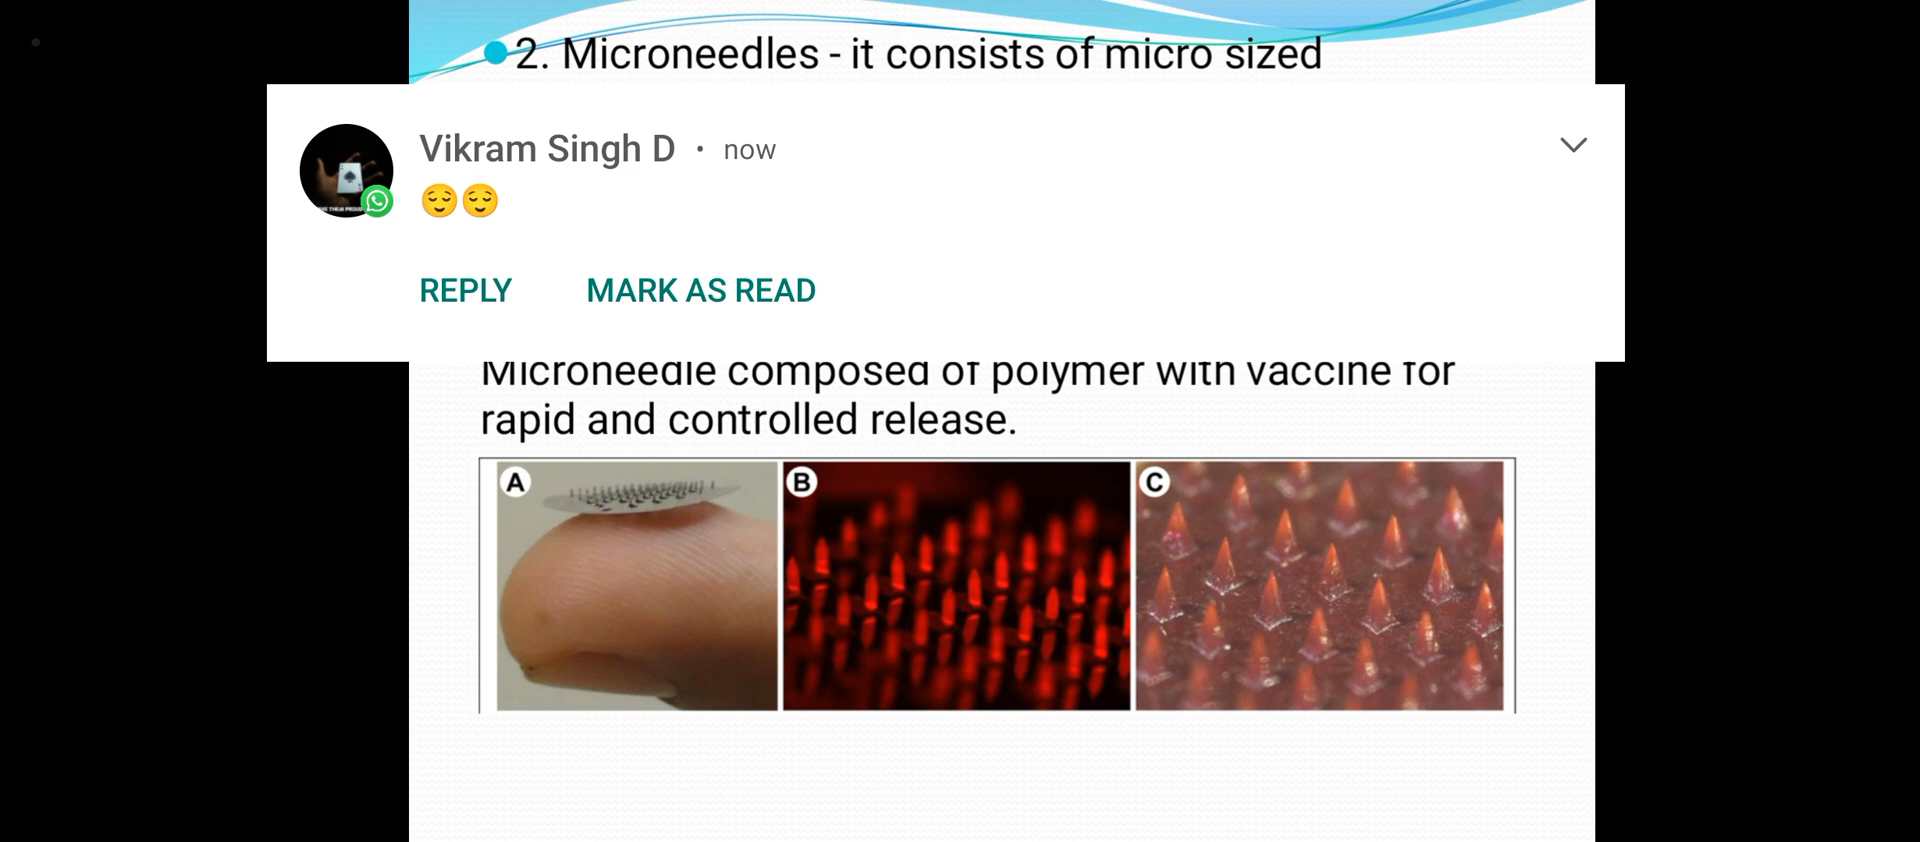 2. Microneedles - it consists of micro sized
Vikram Singh D • now
😌😌
REPLY MARK AS READ
Microneedle composed of polymer with vaccine for
rapid and controlled release.
A B C